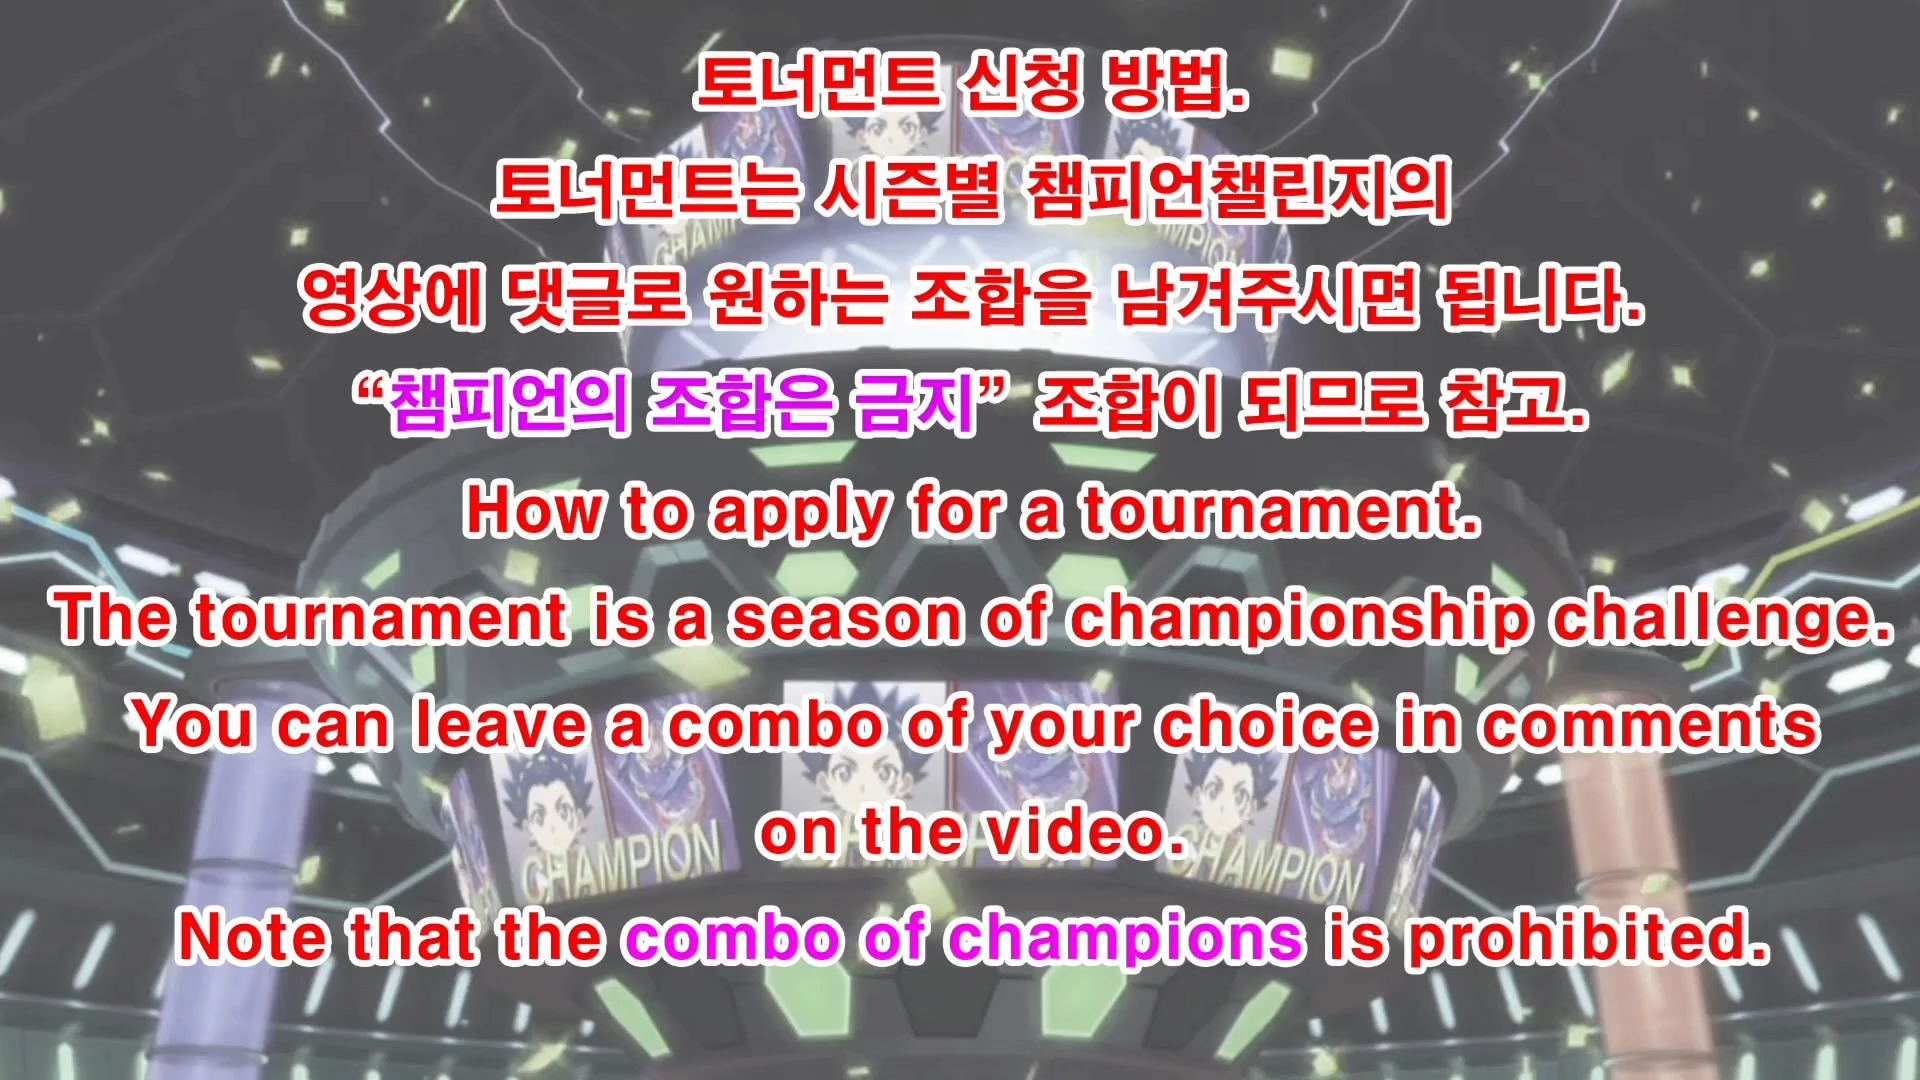 토너먼트 신청 방법.
토너먼트는 시즌별 챔피언챌린지의
영상에 댓글로 원하는 조합을 남겨주시면 됩니다.
“챔피언의 조합은 금지” 조합이 되므로 참고.
How to apply for a tournament.
The tournament is a season of championship challenge.
You can leave a combo of your choice in comments
on the video.
Note that the combo of champions is prohibited.
CHAMPION
CHAMPION
CHAMPION